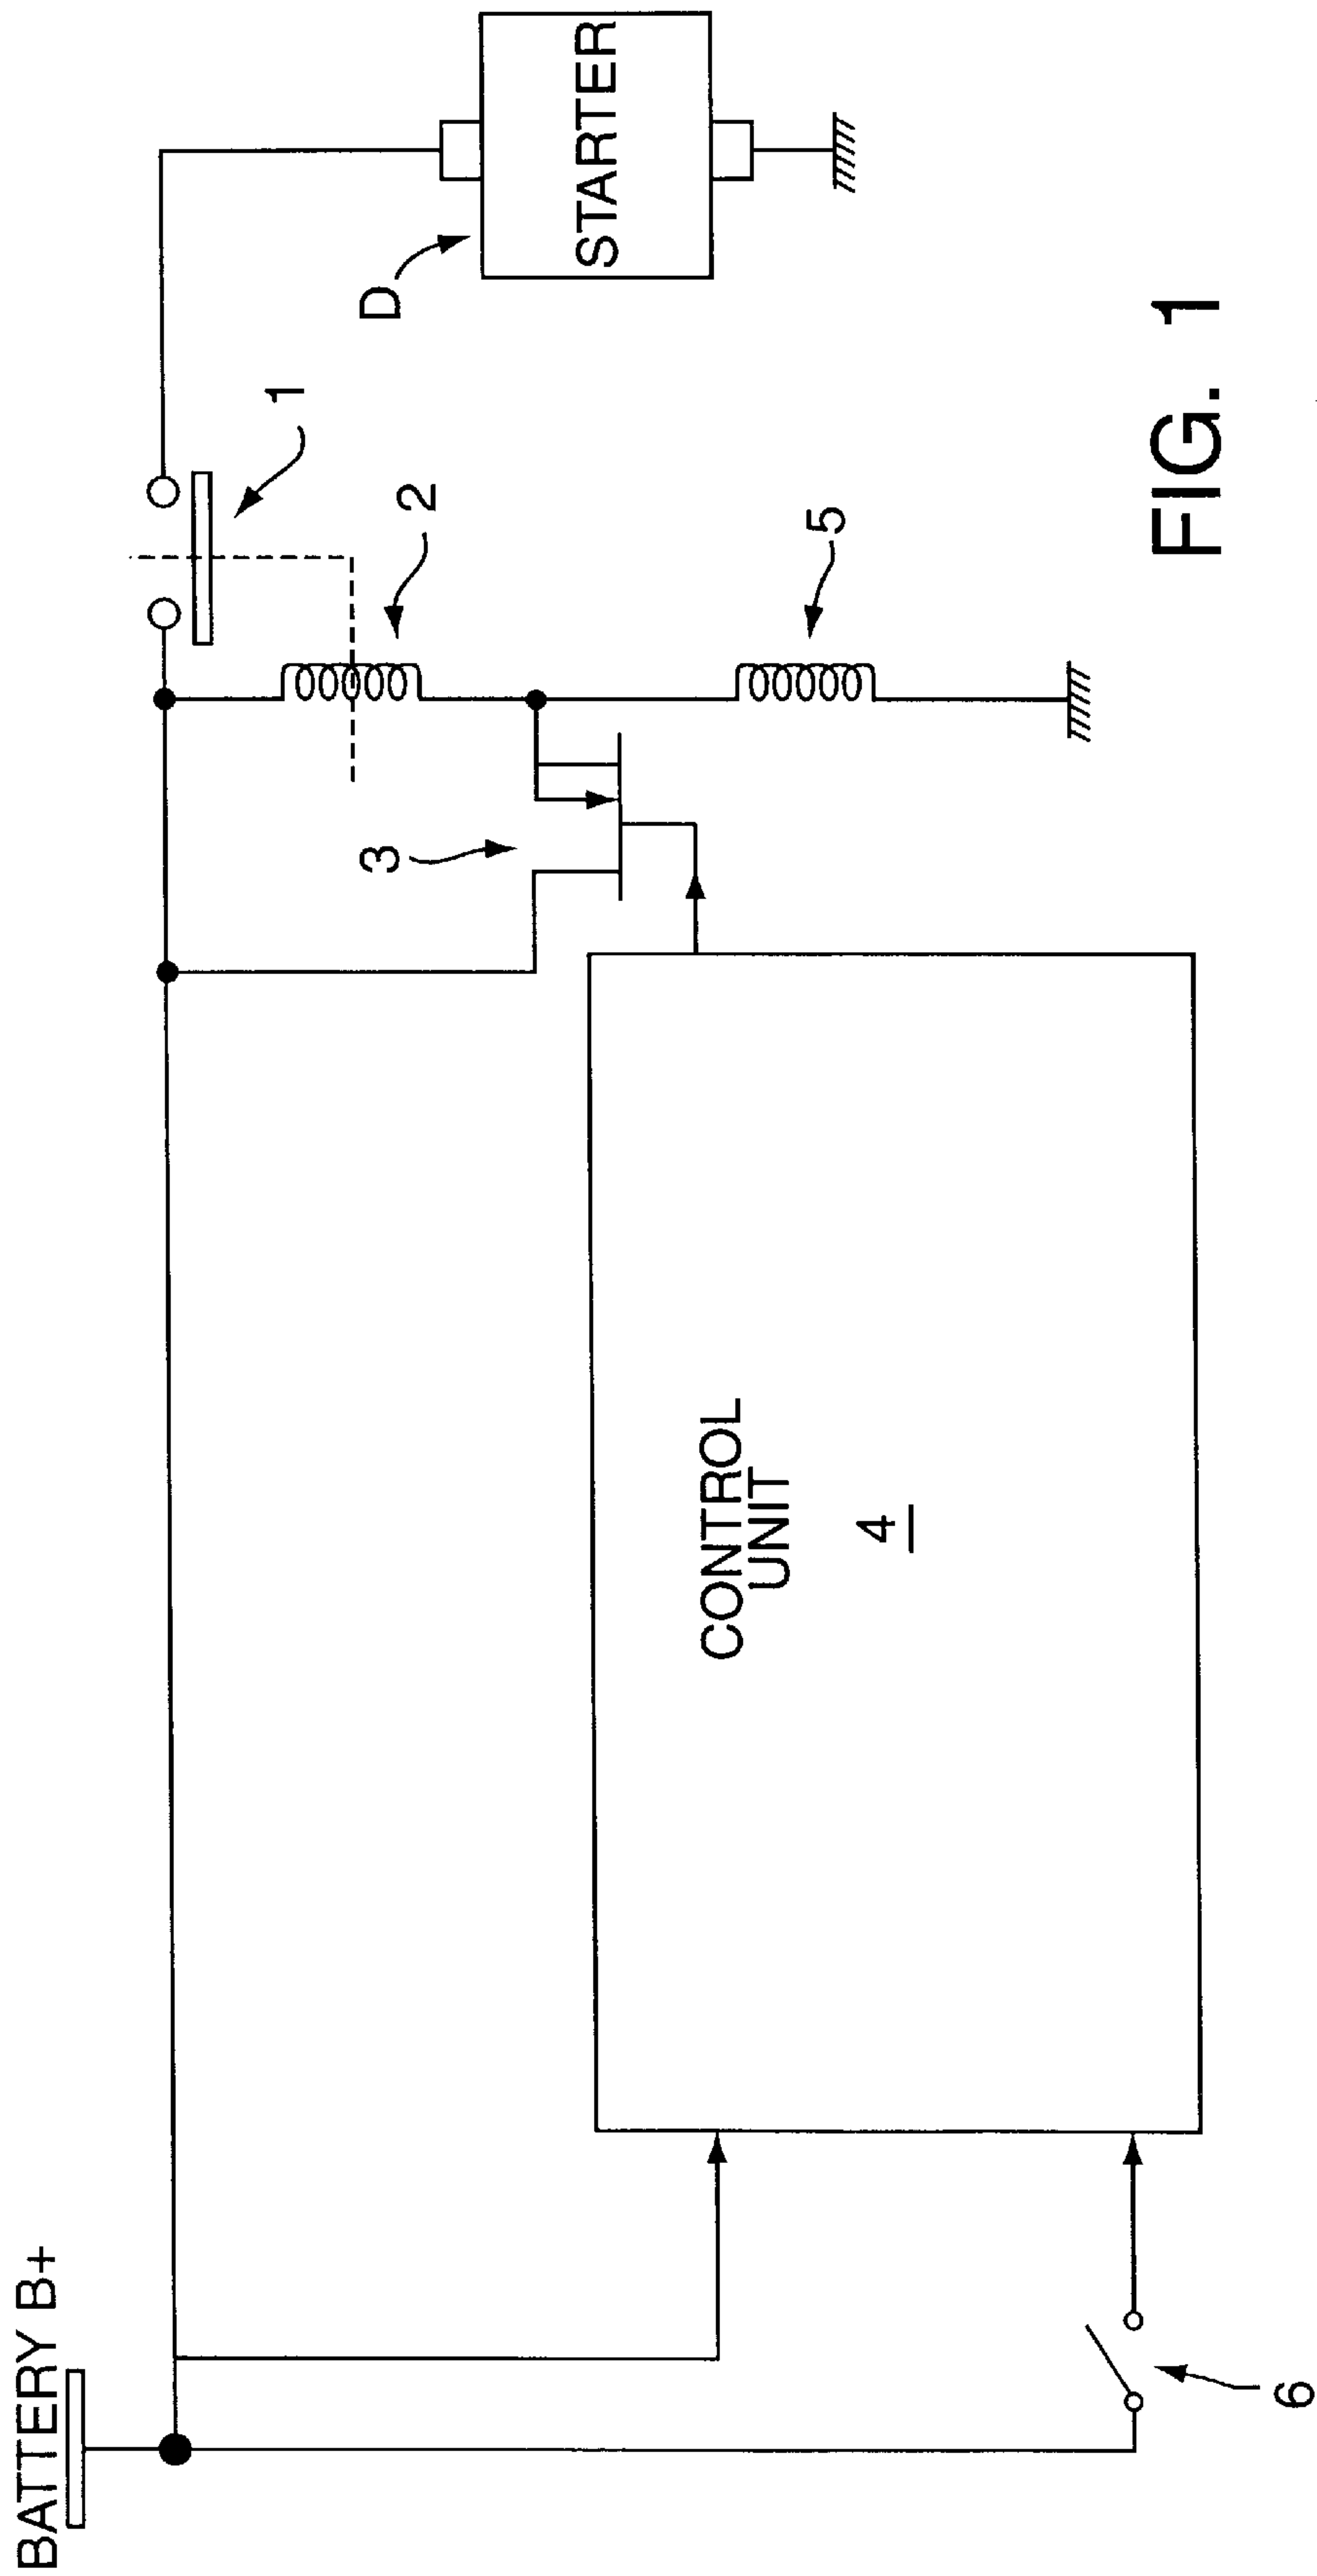 BATTERY B+
1
2
3
D
STARTER
5
CONTROL
UNIT
4
6
FIG. 1